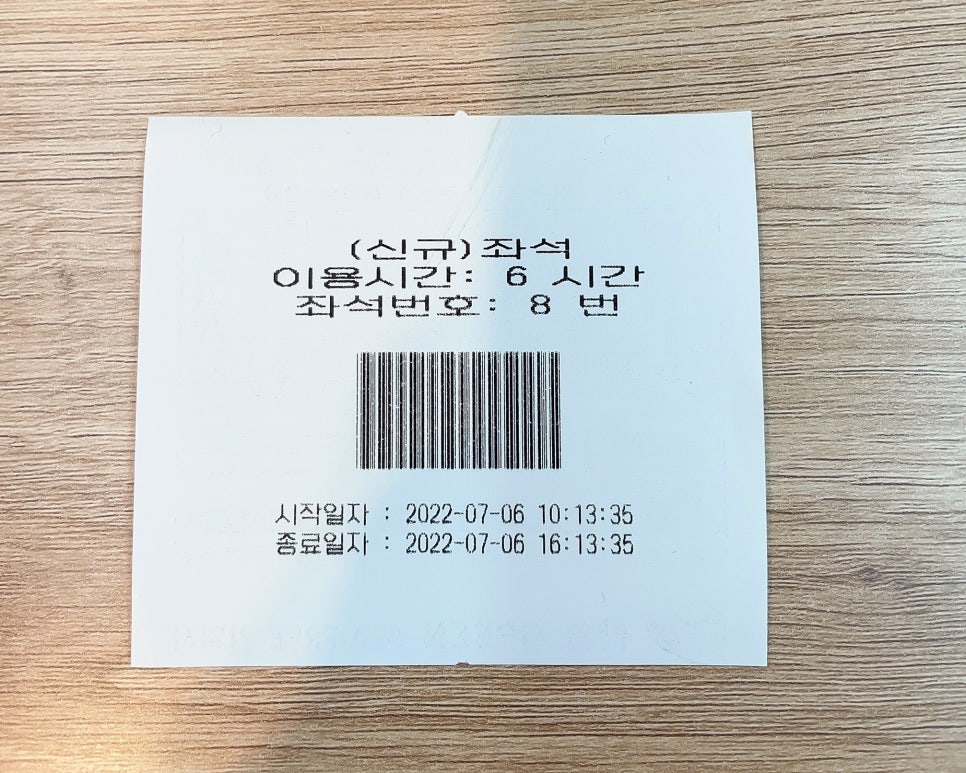 (신규)좌석
이용시간: 6 시간
좌석번호: 8 번
시작일자 : 2022-07-06 10:13:35
종료일자 : 2022-07-06 16:13:35